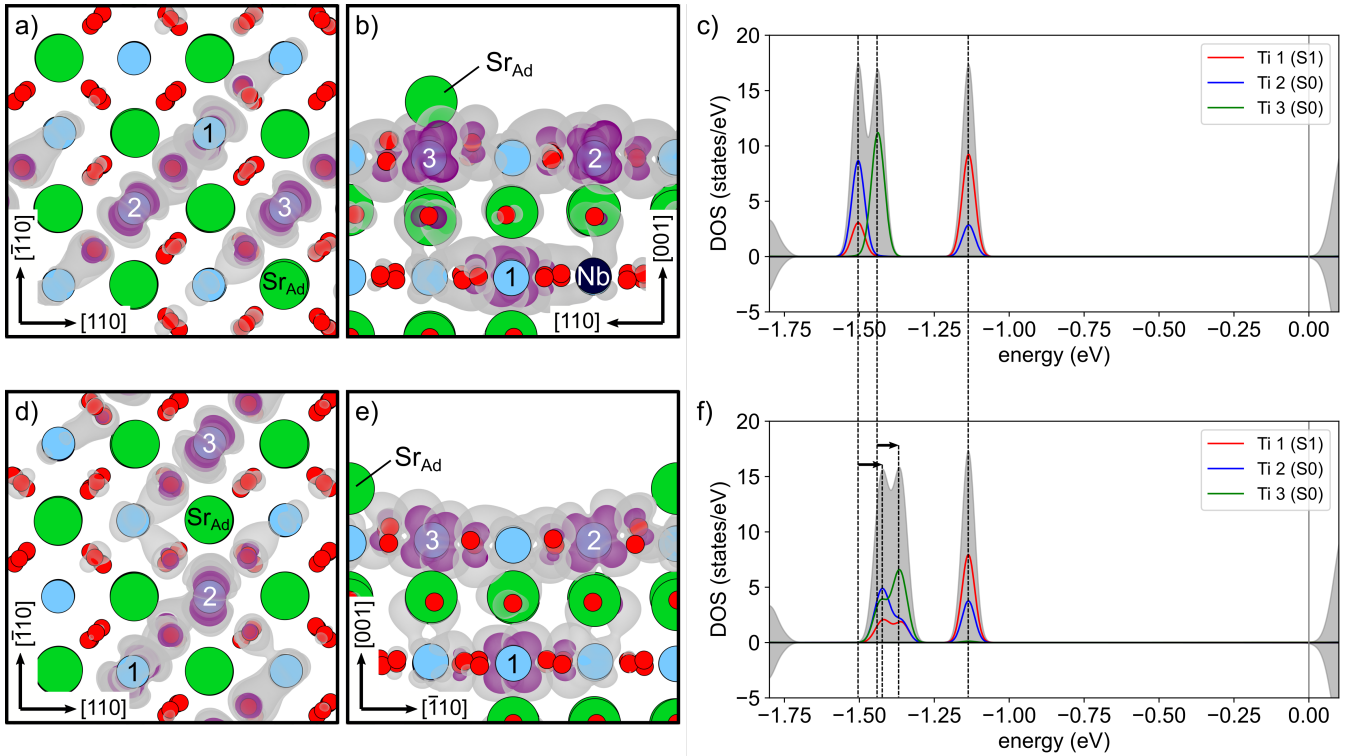 a)
1
2
3
SrAd
[1̄10]
[110]
b)
SrAd
3
2
1
Nb
[001]
[110]
c)
20
15
10
5
0
−5
DOS (states/eV)
Ti 1 (S1)
Ti 2 (S0)
Ti 3 (S0)
−1.75 −1.50 −1.25 −1.00 −0.75 −0.50 −0.25 0.00
energy (eV)
d)
3
SrAd
2
1
[1̄10]
[110]
e)
SrAd
3
2
1
[001]
[1̄10]
f)
20
15
10
5
0
−5
DOS (states/eV)
Ti 1 (S1)
Ti 2 (S0)
Ti 3 (S0)
−1.75 −1.50 −1.25 −1.00 −0.75 −0.50 −0.25 0.00
energy (eV)